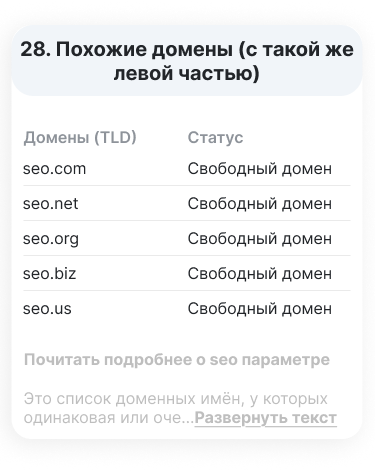 28. Похожие домены (с такой же
левой частью)
Домены (TLD) Статус
seo.com Свободный домен
seo.net Свободный домен
seo.org Свободный домен
seo.biz Свободный домен
seo.us Свободный домен
Почитать подробнее о seo параметре
Это список доменных имён, у которых
одинаковая или оче...Развернуть текст